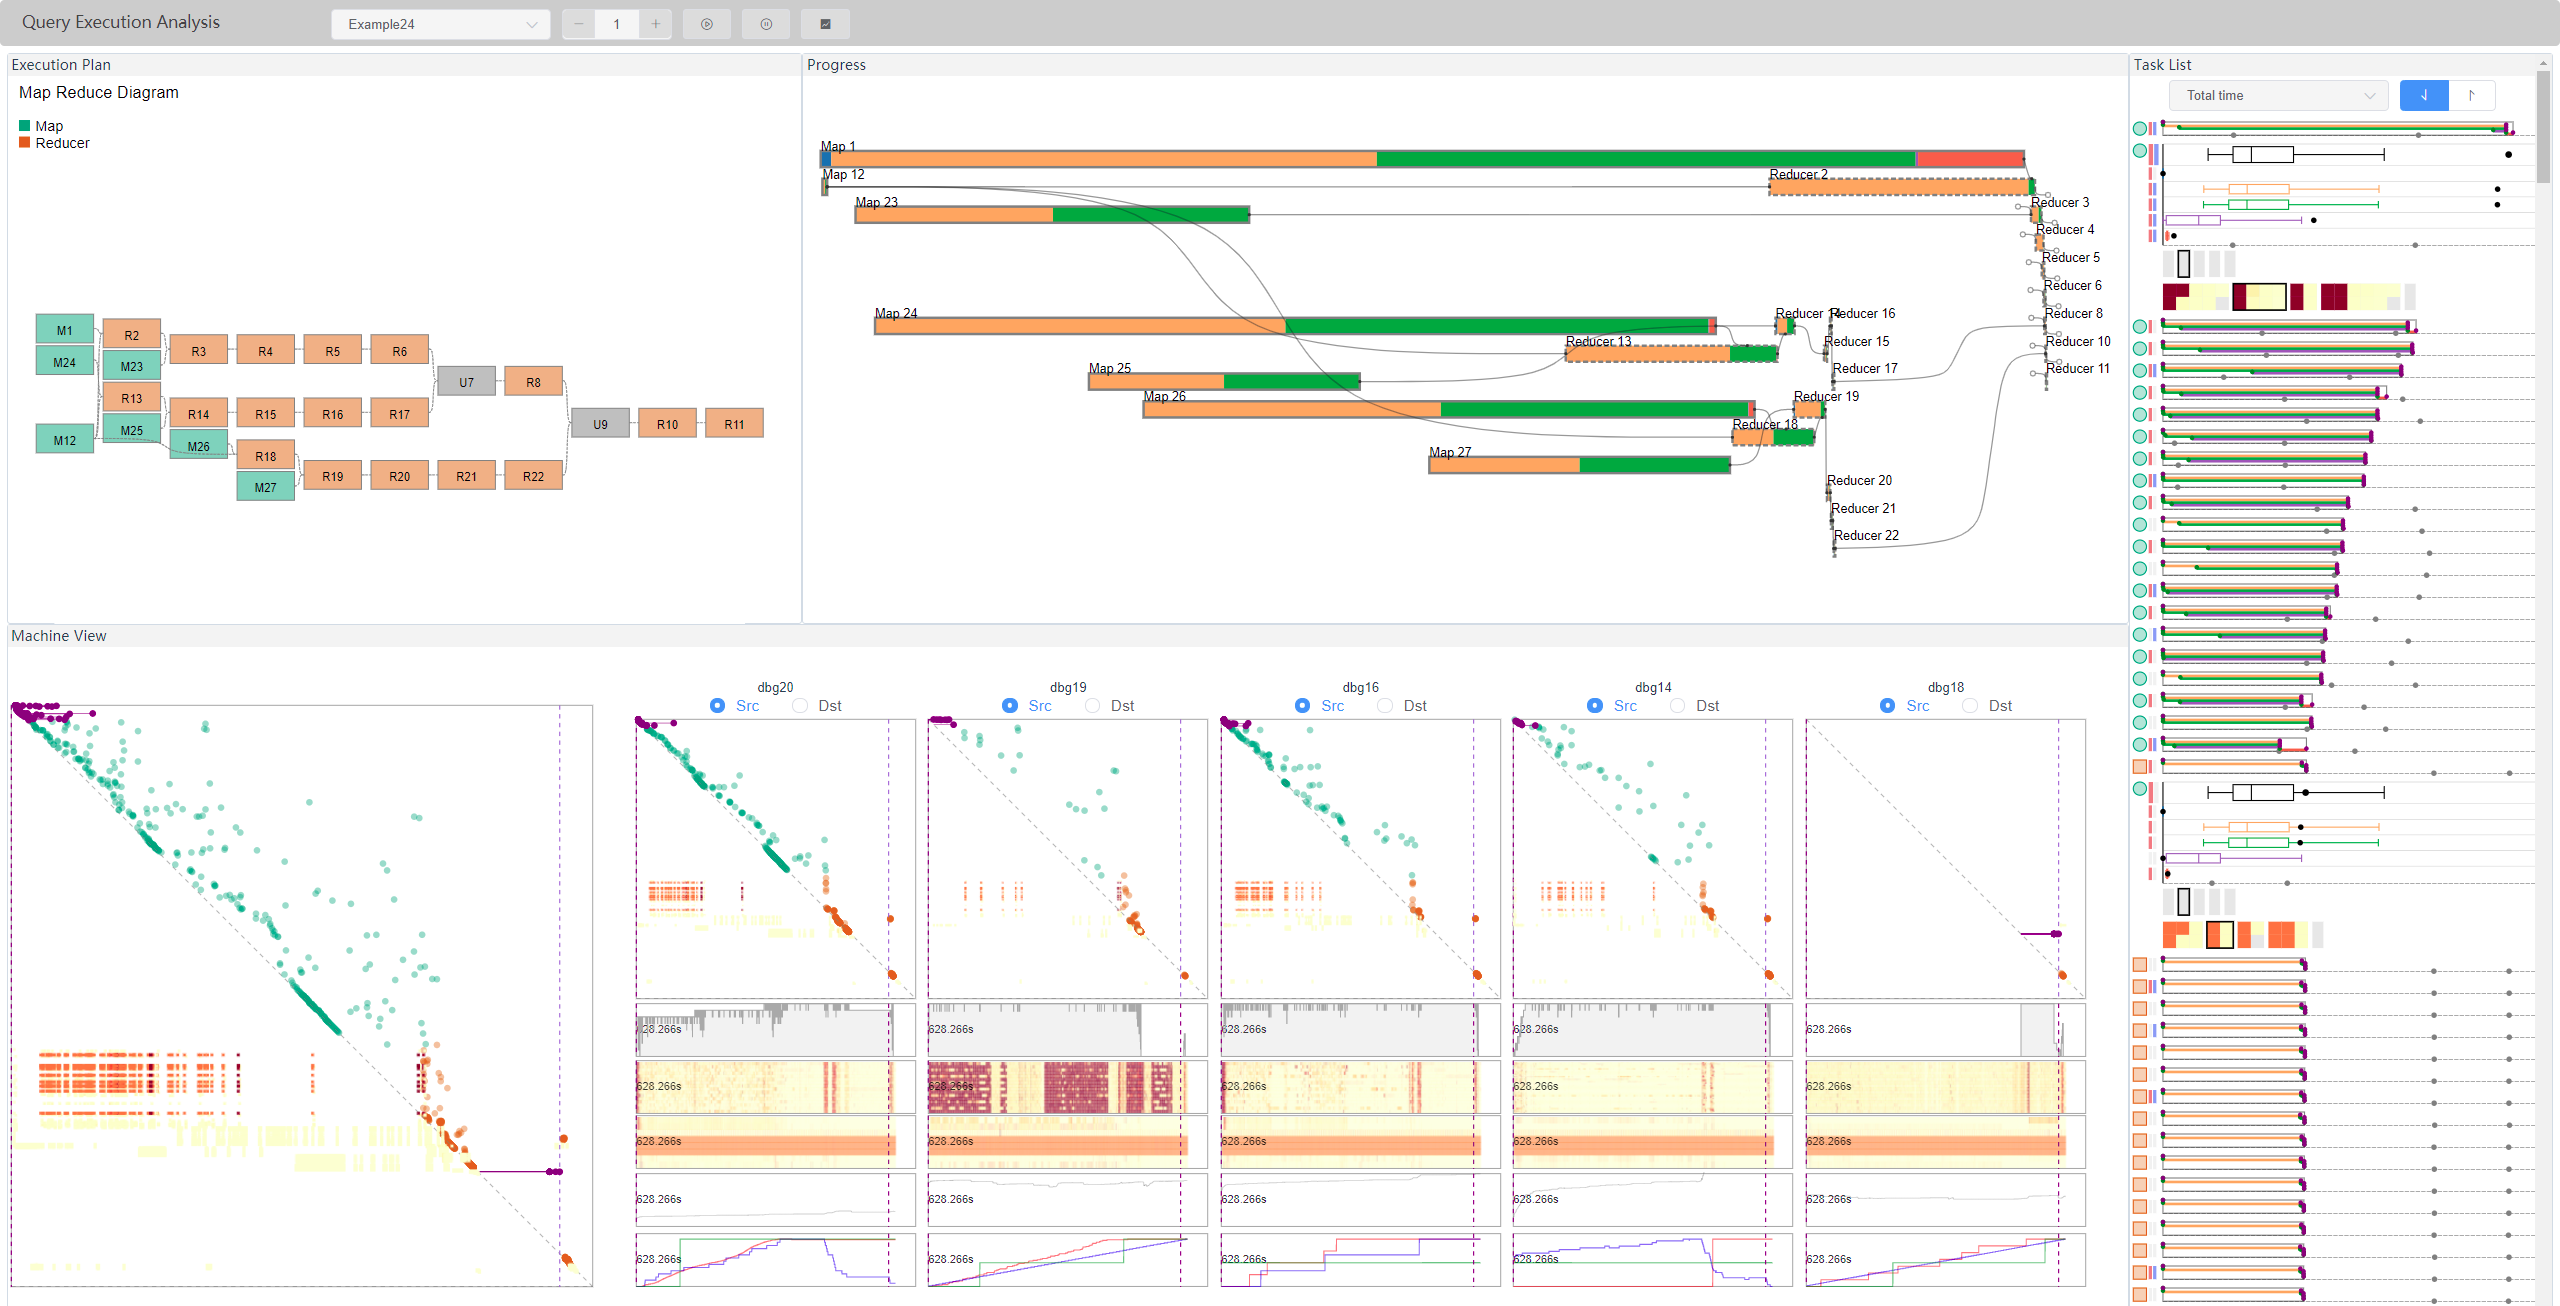 Query Execution Analysis
Example24
1
Execution Plan
Progress
Task List
Map Reduce Diagram
Map
Reducer
Total time
M1
M24
M12
R2
M23
R13
M25
R3
R4
R5
R6
R14
R15
R16
R17
M26
R18
M27
R19
R20
R21
R22
U7
R8
U9
R10
R11
Map 1
Map 12
Reducer 2
Map 23
Reducer 3
Reducer 4
Reducer 5
Reducer 6
Map 24
Reducer 14
Reducer 16
Reducer 8
Reducer 13
Reducer 15
Reducer 10
Map 25
Reducer 17
Reducer 11
Map 26
Reducer 19
Reducer 18
Map 27
Reducer 20
Reducer 21
Reducer 22
Machine View
dbg20
dbg19
dbg16
dbg14
dbg18
Src Dst
Src Dst
Src Dst
Src Dst
Src Dst
628.266s 628.266s 628.266s 628.266s 628.266s
628.266s 628.266s 628.266s 628.266s 628.266s
628.266s 628.266s 628.266s 628.266s 628.266s
628.266s 628.266s 628.266s 628.266s 628.266s
628.266s 628.266s 628.266s 628.266s 628.266s